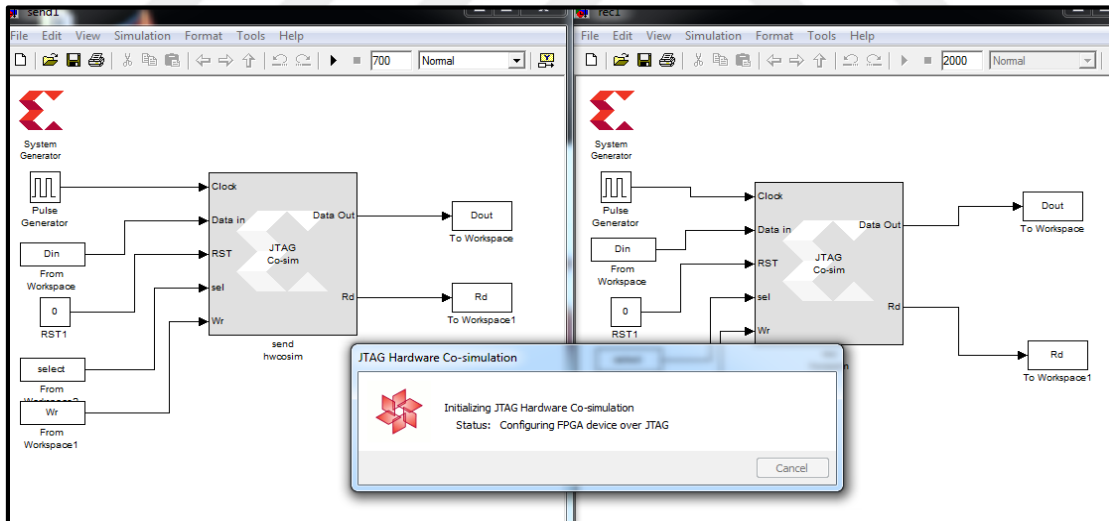 send1
File Edit View Simulation Format Tools Help
700 Normal
System
Generator
Pulse
Generator
Din
From
Workspace
0
RST1
select
From
Wr
From
Workspace1
Clock
Data in
RST
sel
Wr
JTAG
Co-sim
Data Out
Rd
send
hwcosim
Dout
To Workspace
Rd
To Workspace1
rec1
File Edit View Simulation Format Tools Help
2000 Normal
System
Generator
Pulse
Generator
Din
From
Workspace
0
RST1
Clock
Data in
RST
sel
Wr
JTAG
Co-sim
Data Out
Rd
Dout
To Workspace
Rd
To Workspace1
JTAG Hardware Co-simulation
Initializing JTAG Hardware Co-simulation
Status: Configuring FPGA device over JTAG
Cancel